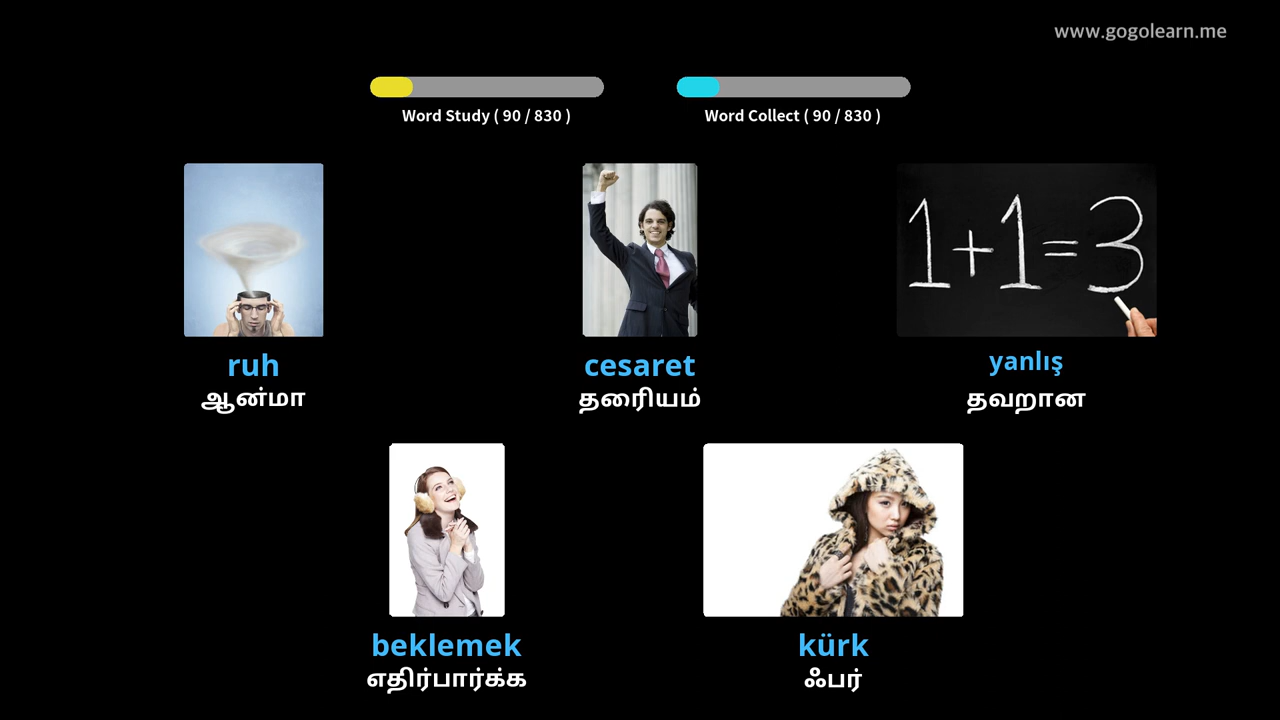 www.gogolearn.me
Word Study ( 90 / 830 )
Word Collect ( 90 / 830 )
1+1=3
ruh
ஆன்மா
cesaret
தைரியம்
yanlış
தவறான
beklemek
எதிர்பார்க்க
kürk
ஃபர்